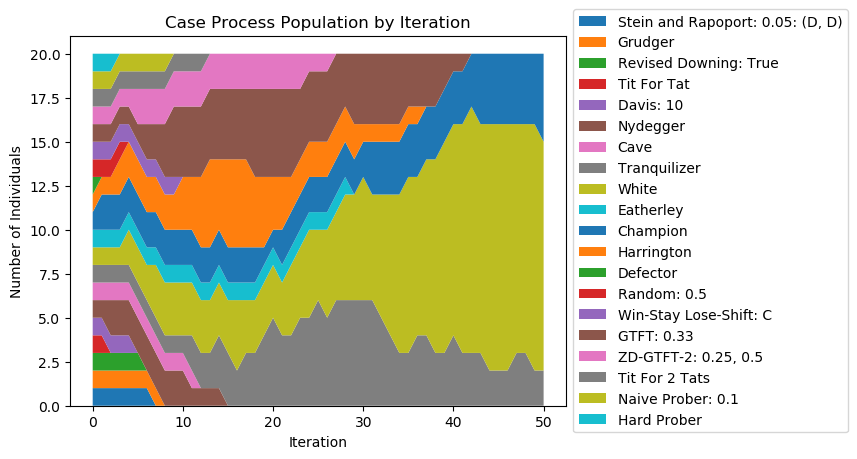 Case Process Population by Iteration
Number of Individuals
20.0
17.5
15.0
12.5
10.0
7.5
5.0
2.5
0.0
0
10
20
30
40
50
Iteration
Stein and Rapoport: 0.05: (D, D)
Grudger
Revised Downing: True
Tit For Tat
Davis: 10
Nydegger
Cave
Tranquilizer
White
Eatherley
Champion
Harrington
Defector
Random: 0.5
Win-Stay Lose-Shift: C
GTFT: 0.33
ZD-GTFT-2: 0.25, 0.5
Tit For 2 Tats
Naive Prober: 0.1
Hard Prober